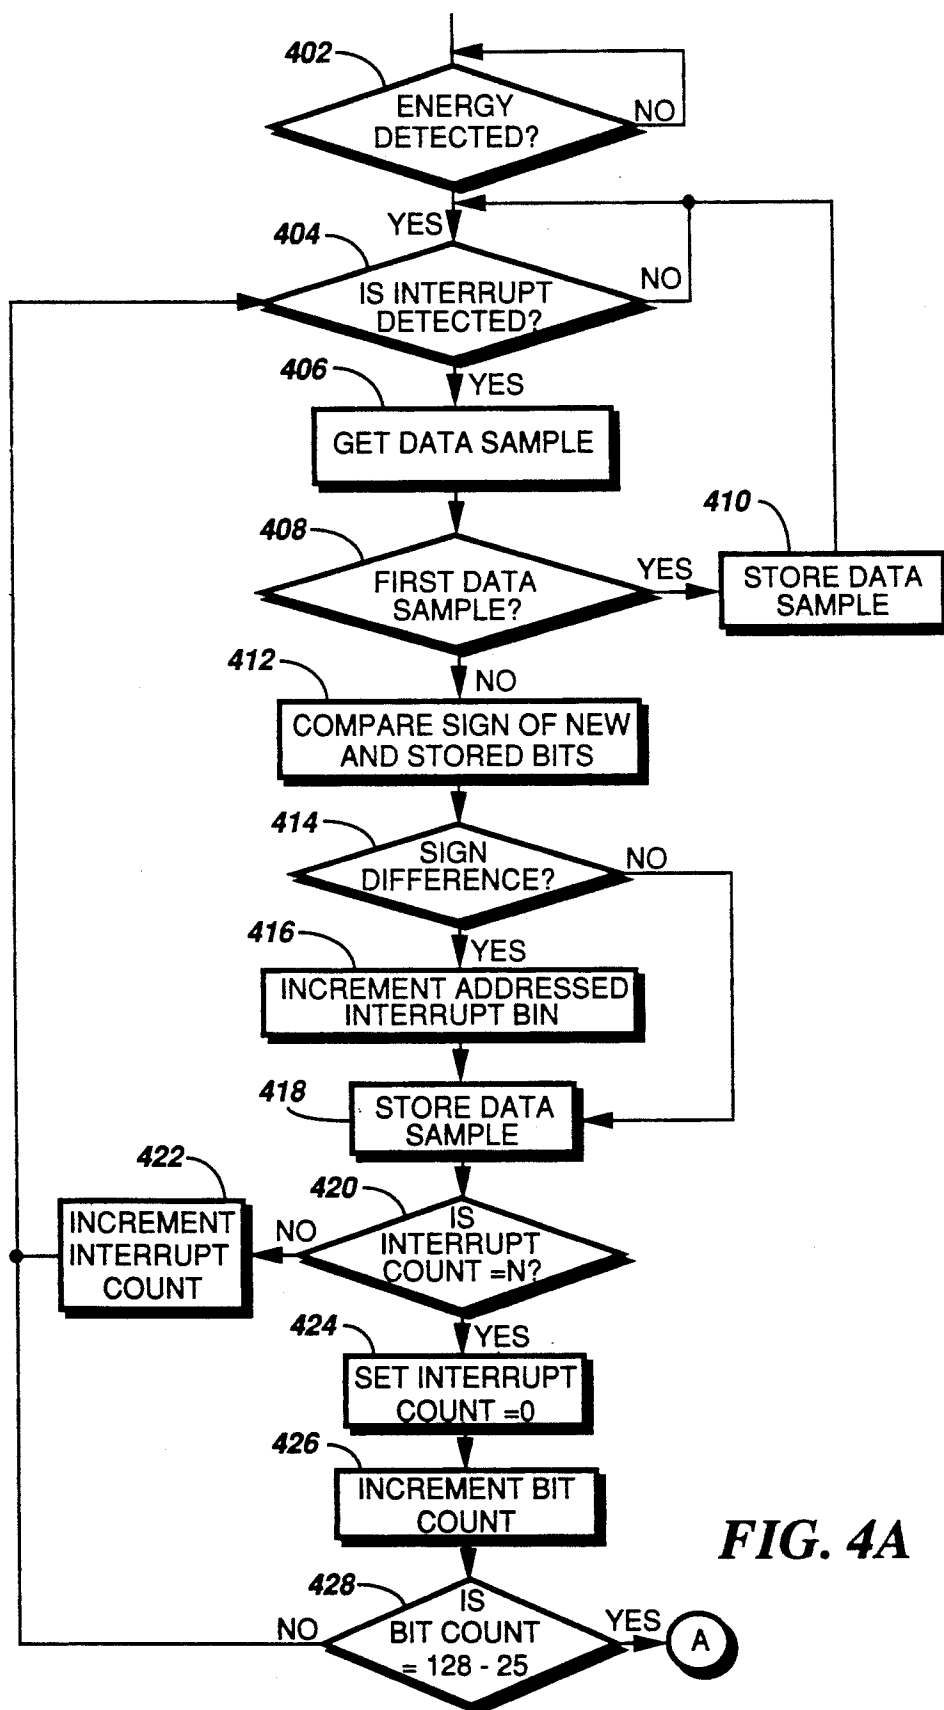 402
ENERGY
DETECTED?
NO
YES
404
IS INTERRUPT
DETECTED?
NO
406
YES
GET DATA SAMPLE
408
FIRST DATA
SAMPLE?
YES
410
STORE DATA
SAMPLE
412
NO
COMPARE SIGN OF NEW
AND STORED BITS
414
SIGN
DIFFERENCE?
NO
416
YES
INCREMENT ADDRESSED
INTERRUPT BIN
418
STORE DATA
SAMPLE
422
INCREMENT
INTERRUPT
COUNT
420
NO
IS
INTERRUPT
COUNT =N?
424
YES
SET INTERRUPT
COUNT =0
426
INCREMENT BIT
COUNT
FIG. 4A
428
NO
IS
BIT COUNT
= 128 - 25
YES
A